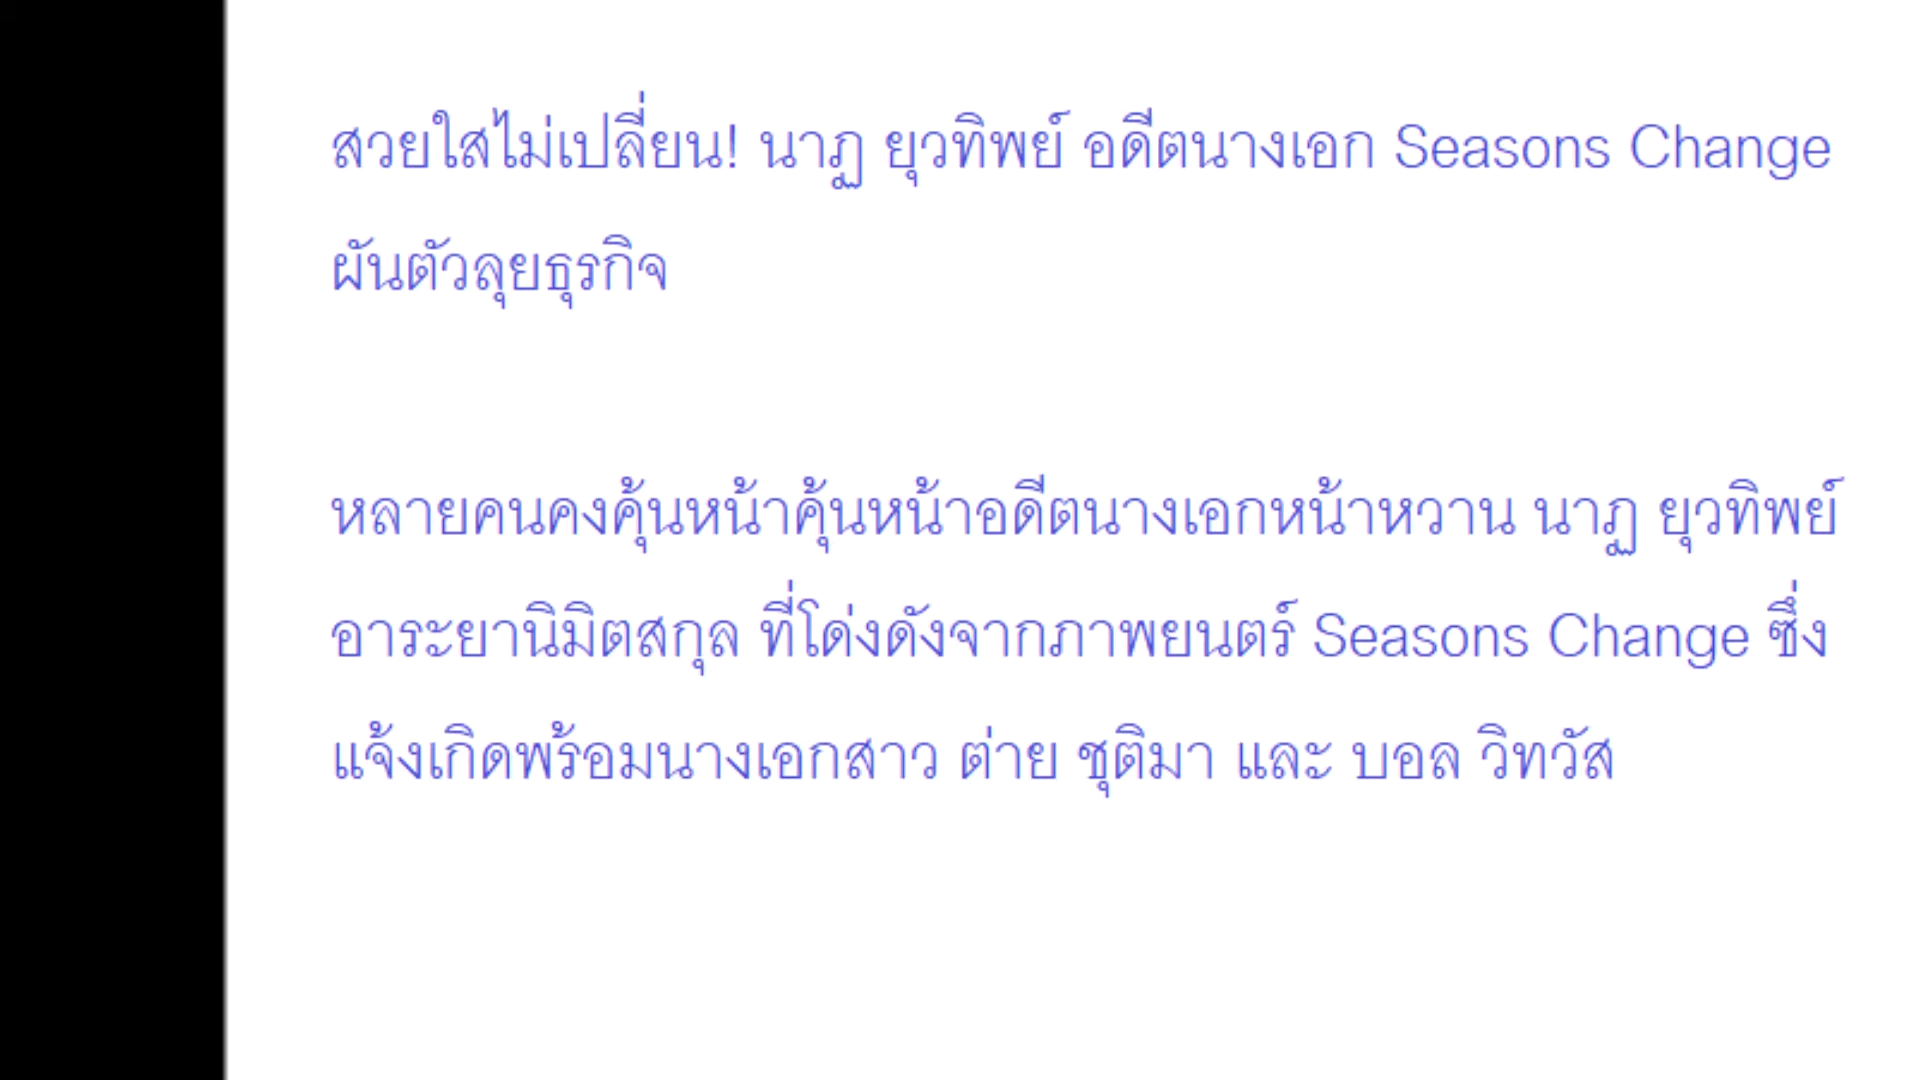 สวยใสไม่เปลี่ยน! นาฏ ยุวทิพย์ อดีตนางเอก Seasons Change
ผันตัวลุยธุรกิจ
หลายคนคงคุ้นหน้าคุ้นหน้าอดีตนางเอกหน้าหวาน นาฏ ยุวทิพย์
อาระยานิมิตสกุล ที่โด่งดังจากภาพยนตร์ Seasons Change ซึ่ง
แจ้งเกิดพร้อมนางเอกสาว ต่าย ชุติมา และ บอล วิทวัส